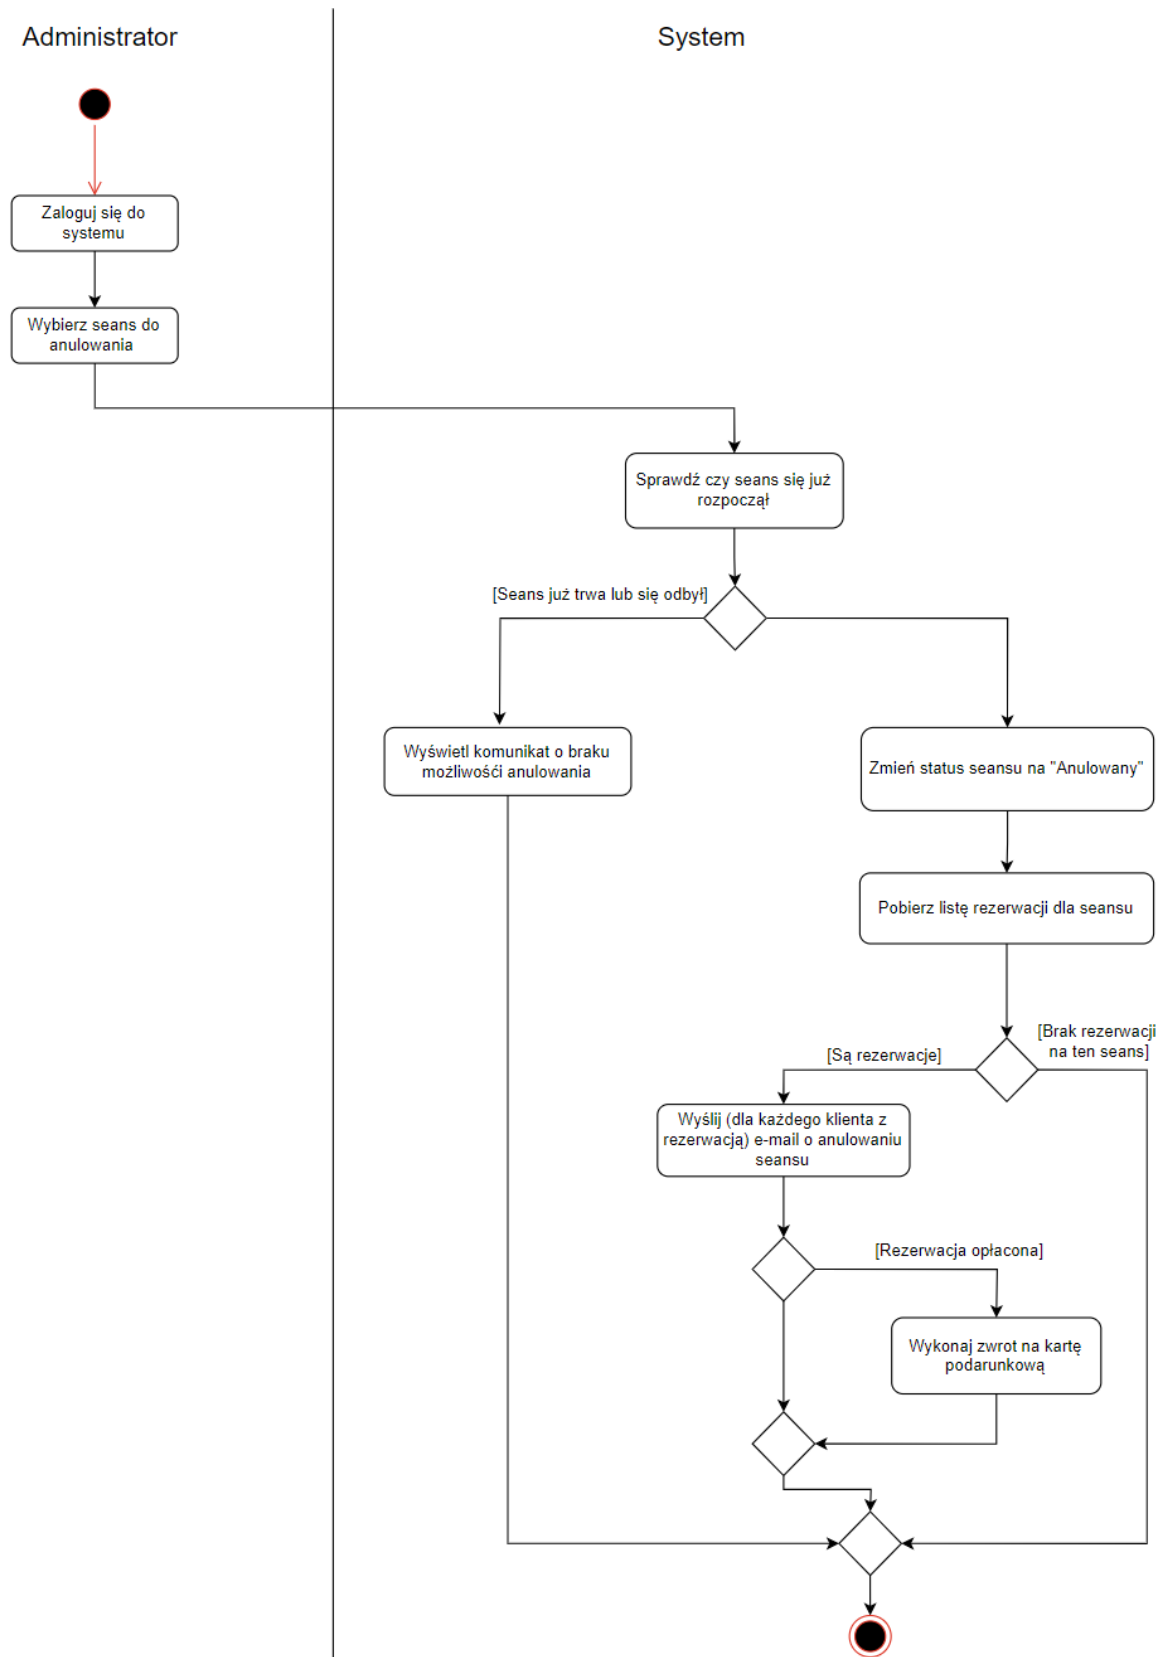 Administrator
System
Zaloguj się do
systemu
Wybierz seans do
anulowania
Sprawdź czy seans się już
rozpoczął
[Seans już trwa lub się odbył]
Wyświetl komunikat o braku
możliwośći anulowania
Zmień status seansu na "Anulowany"
Pobierz listę rezerwacji dla seansu
[Brak rezerwacji
na ten seans]
[Są rezerwacje]
Wyślij (dla każdego klienta z
rezerwacją) e-mail o anulowaniu
seansu
[Rezerwacja opłacona]
Wykonaj zwrot na kartę
podarunkową